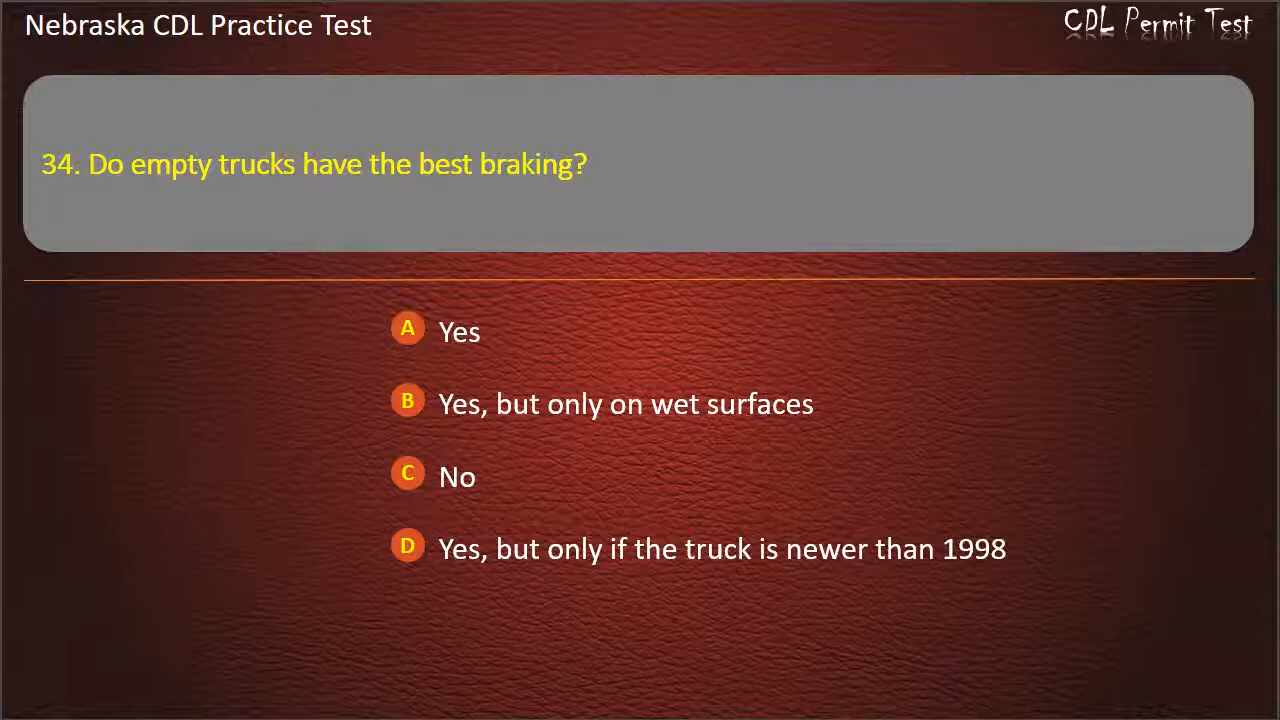 Nebraska CDL Practice Test
CDL Permit Test
34. Do empty trucks have the best braking?
A Yes
B Yes, but only on wet surfaces
C No
D Yes, but only if the truck is newer than 1998